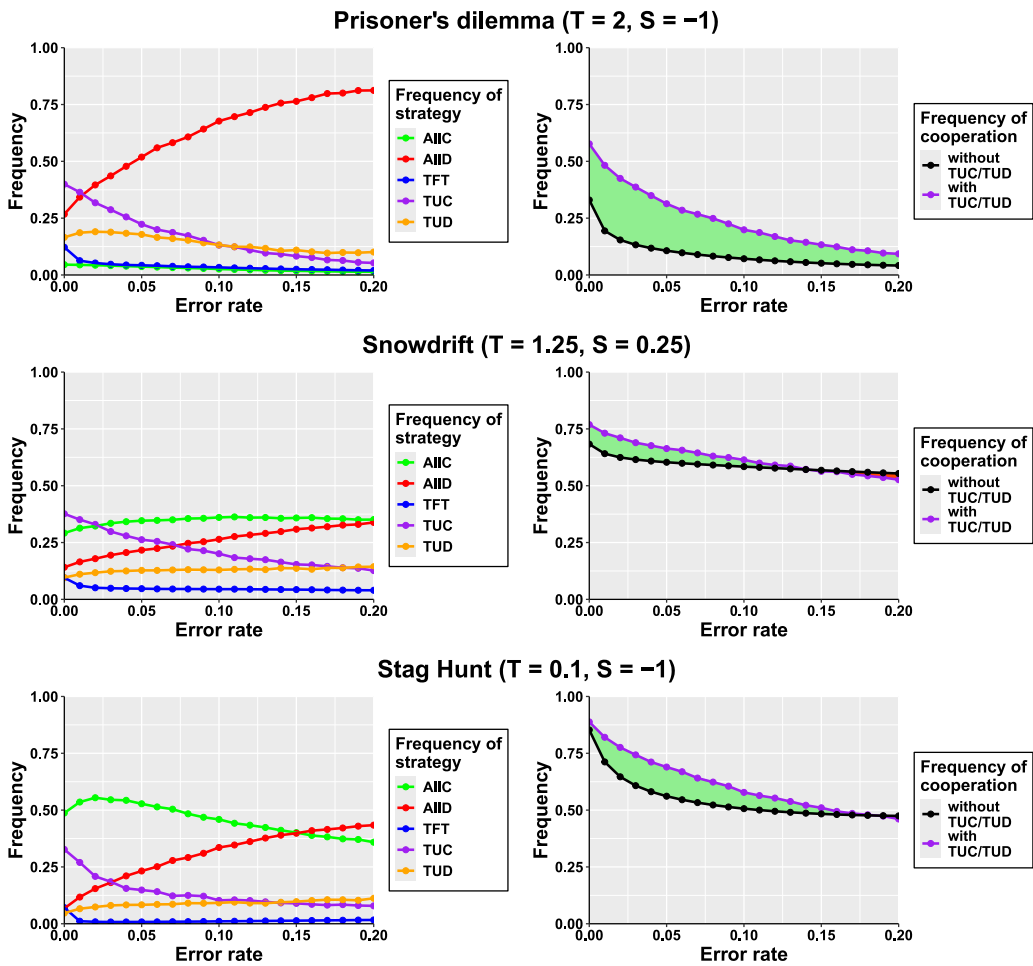 Prisoner's dilemma (T = 2, S = −1)
1.00
0.75
0.50
0.25
0.00
0.00 0.05 0.10 0.15 0.20
Frequency
Error rate
Frequency of
strategy
AllC
AllD
TFT
TUC
TUD
1.00
0.75
0.50
0.25
0.00
0.00 0.05 0.10 0.15 0.20
Frequency
Error rate
Frequency of
cooperation
without
TUC/TUD
with
TUC/TUD
Snowdrift (T = 1.25, S = 0.25)
1.00
0.75
0.50
0.25
0.00
0.00 0.05 0.10 0.15 0.20
Frequency
Error rate
Frequency of
strategy
AllC
AllD
TFT
TUC
TUD
1.00
0.75
0.50
0.25
0.00
0.00 0.05 0.10 0.15 0.20
Frequency
Error rate
Frequency of
cooperation
without
TUC/TUD
with
TUC/TUD
Stag Hunt (T = 0.1, S = −1)
1.00
0.75
0.50
0.25
0.00
0.00 0.05 0.10 0.15 0.20
Frequency
Error rate
Frequency of
strategy
AllC
AllD
TFT
TUC
TUD
1.00
0.75
0.50
0.25
0.00
0.00 0.05 0.10 0.15 0.20
Frequency
Error rate
Frequency of
cooperation
without
TUC/TUD
with
TUC/TUD